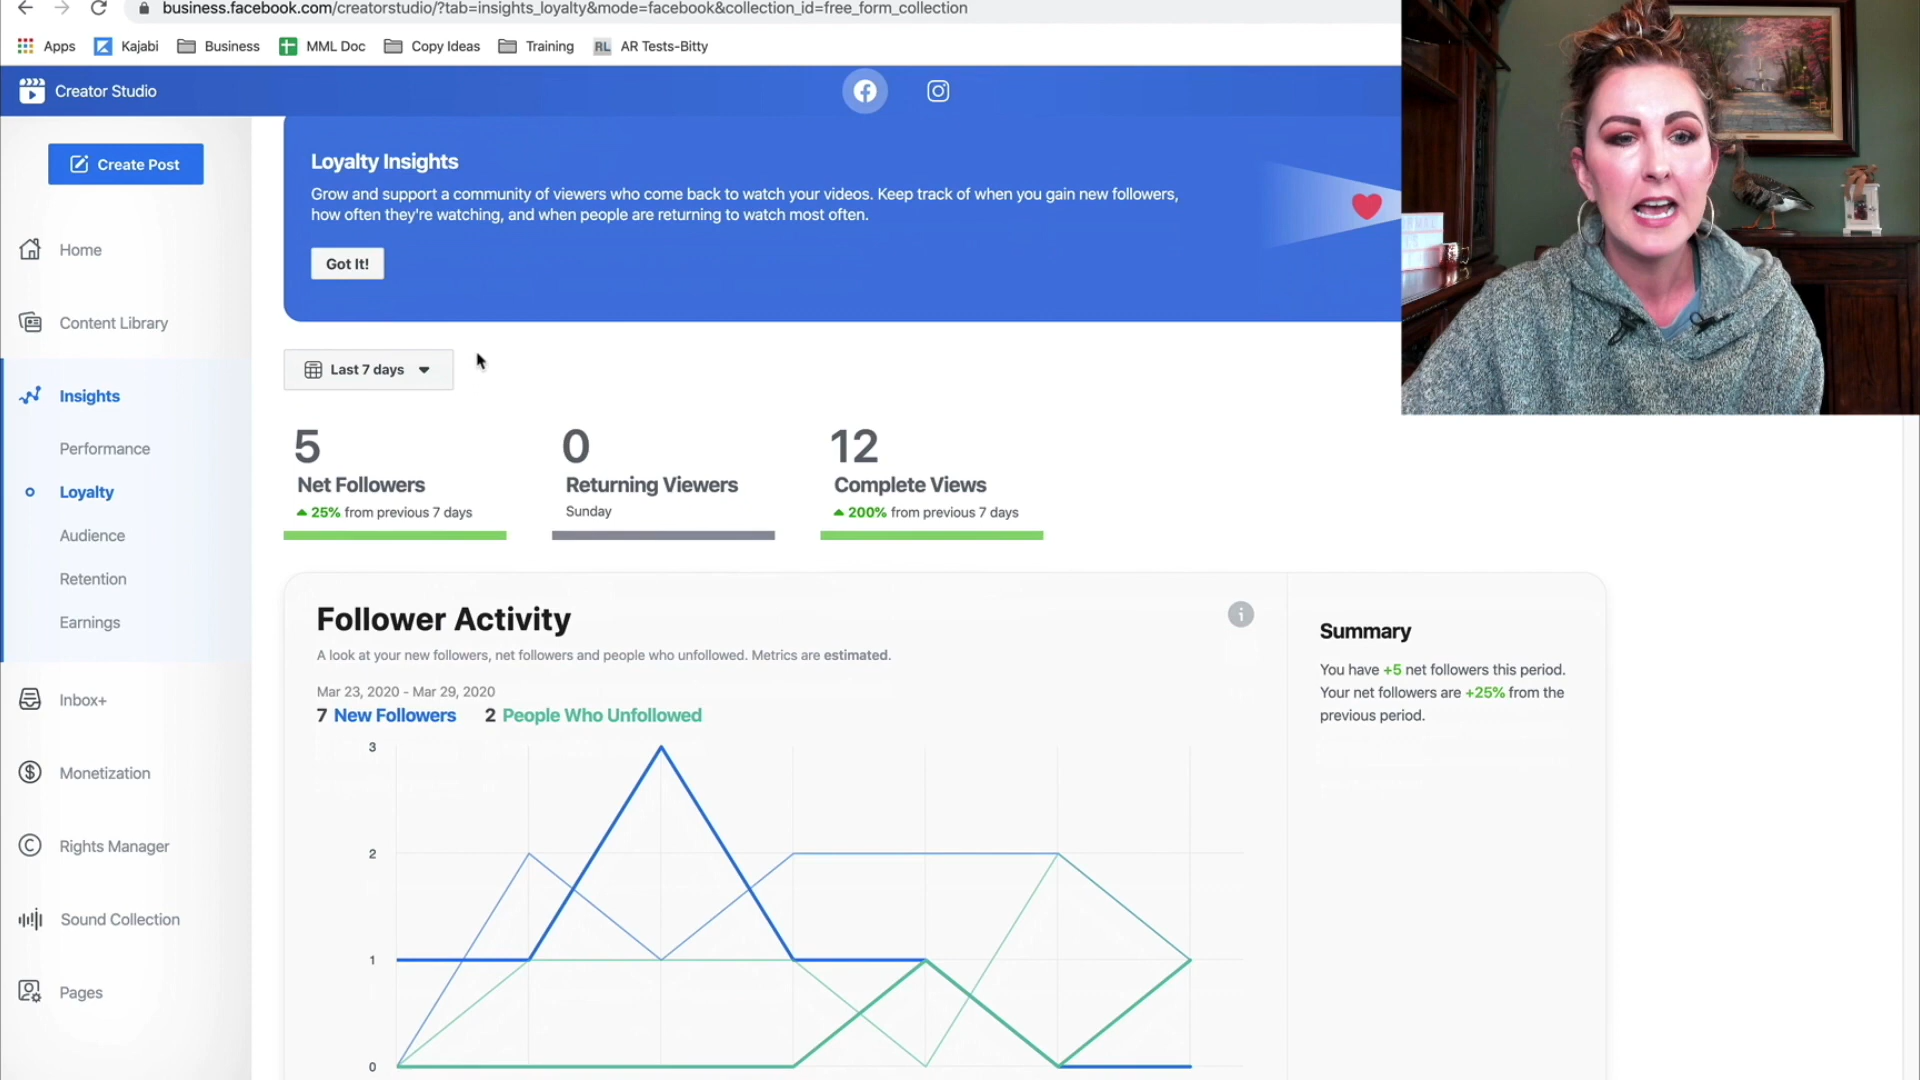 business.facebook.com/creatorstudio/?tab=insights_loyalty&mode=facebook&collection_id=free_form_collection
Apps Kajabi Business MML Doc Copy Ideas Training RL AR Tests-Bitty
Creator Studio
Create Post
Home
Content Library
Insights
Performance
Loyalty
Audience
Retention
Earnings
Inbox+
Monetization
Rights Manager
Sound Collection
Pages
Loyalty Insights
Grow and support a community of viewers who come back to watch your videos. Keep track of when you gain new followers,
how often they're watching, and when people are returning to watch most often.
Got It!
Last 7 days
5
Net Followers
25% from previous 7 days
0
Returning Viewers
Sunday
12
Complete Views
200% from previous 7 days
Follower Activity
A look at your new followers, net followers and people who unfollowed. Metrics are estimated.
Mar 23, 2020 - Mar 29, 2020
7 New Followers 2 People Who Unfollowed
3
2
1
0
Summary
You have +5 net followers this period.
Your net followers are +25% from the
previous period.